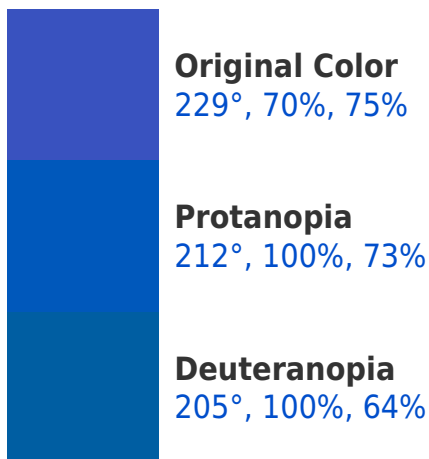 Original Color
229°, 70%, 75%
Protanopia
212°, 100%, 73%
Deuteranopia
205°, 100%, 64%